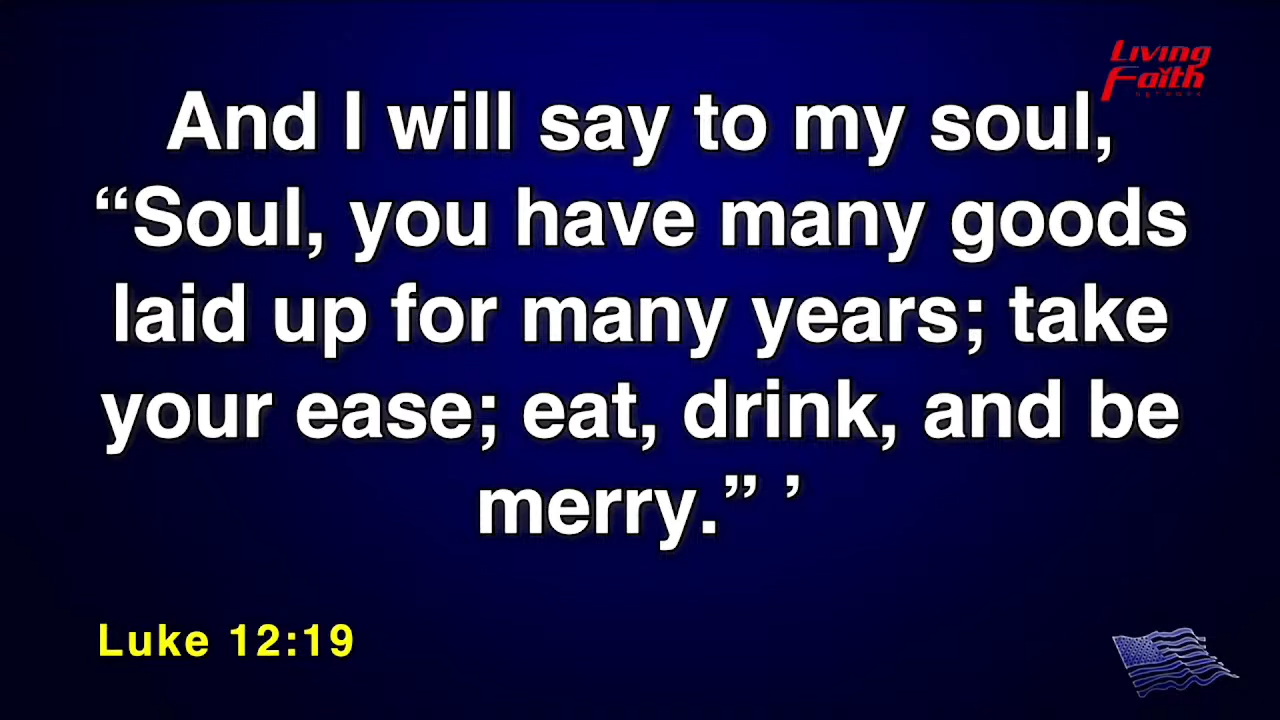 Living
Faith
And I will say to my soul,
“Soul, you have many goods
laid up for many years; take
your ease; eat, drink, and be
merry.” ’
Luke 12:19